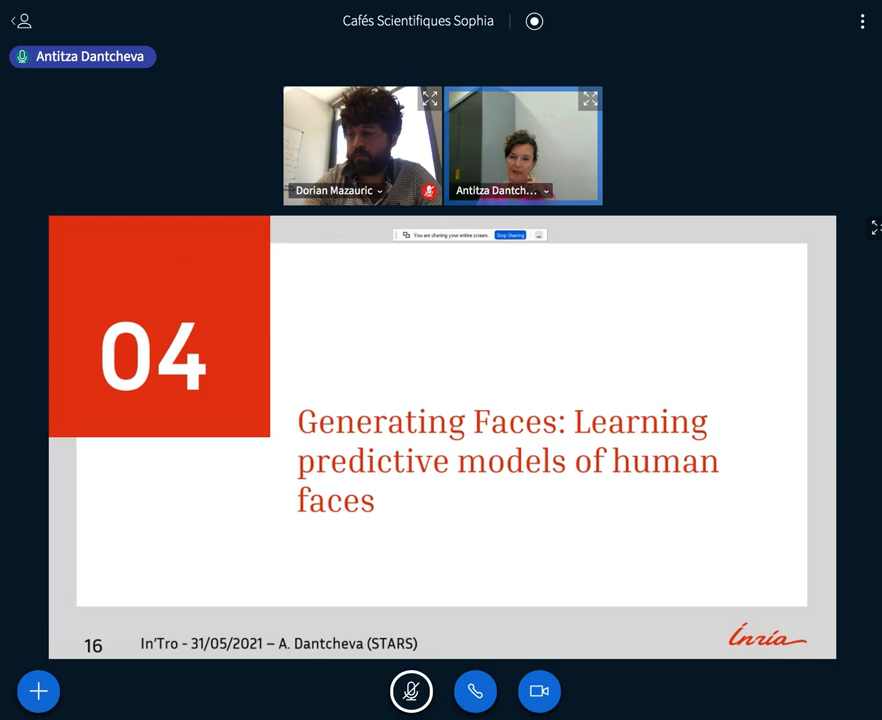 Cafés Scientifiques Sophia
Antitza Dantcheva
Dorian Mazauric
Antitza Dantch...
You are sharing your entire screen.
Stop Sharing
04
Generating Faces: Learning
predictive models of human
faces
16
In'Tro - 31/05/2021 – A. Dantcheva (STARS)
Inria